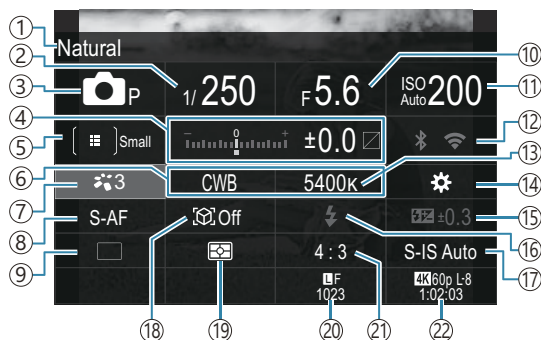 ① Natural
② 1/250
⑩ F5.6
③ P
ISO Auto 200 ⑪
④ − 0 + ±0.0
⑤ Small
⑫
⑥ CWB 5400K ⑬
⑦ 3
⑭
⑧ S-AF
Off
±0.3 ⑮
⑨
4 : 3
⑯
S-IS Auto ⑰
L F
1023
4K 60p L-8
1:02:03
⑱ ⑲ ⑳ ㉑ ㉒